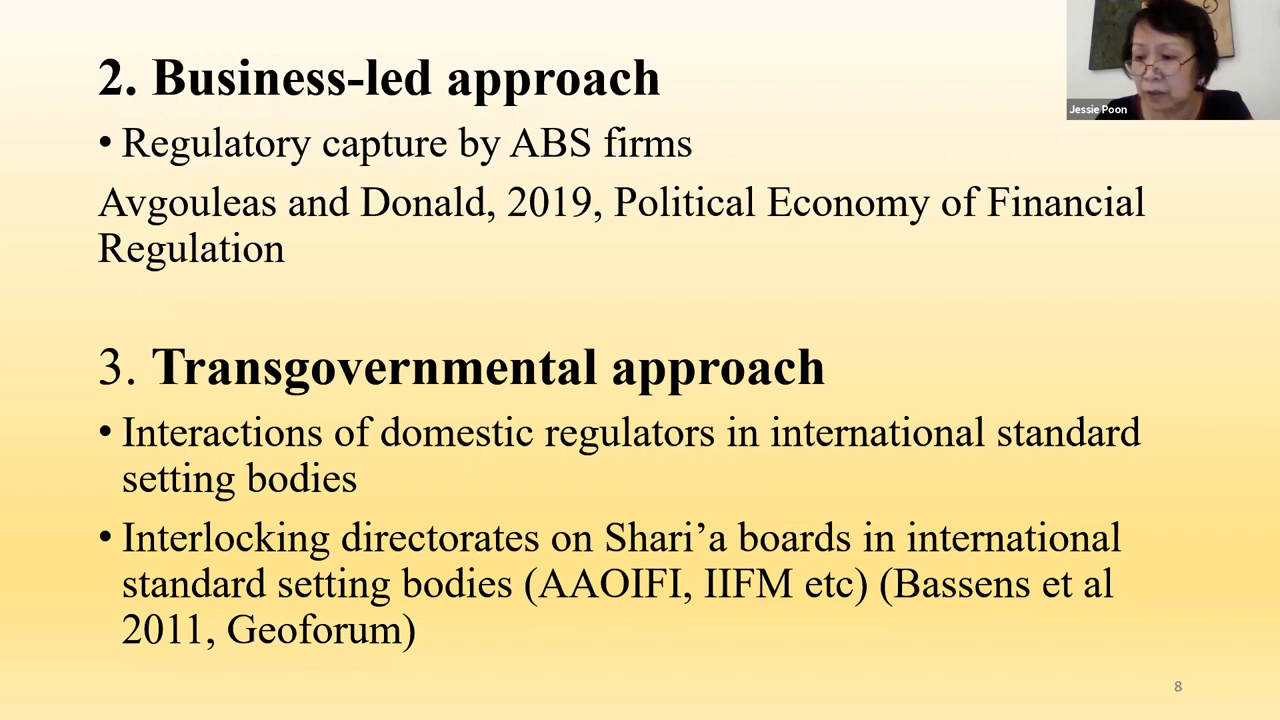 2. Business-led approach
• Regulatory capture by ABS firms
Avgouleas and Donald, 2019, Political Economy of Financial
Regulation
3. Transgovernmental approach
• Interactions of domestic regulators in international standard
setting bodies
• Interlocking directorates on Shari’a boards in international
standard setting bodies (AAOIFI, IIFM etc) (Bassens et al
2011, Geoforum)
Jessie Poon
8